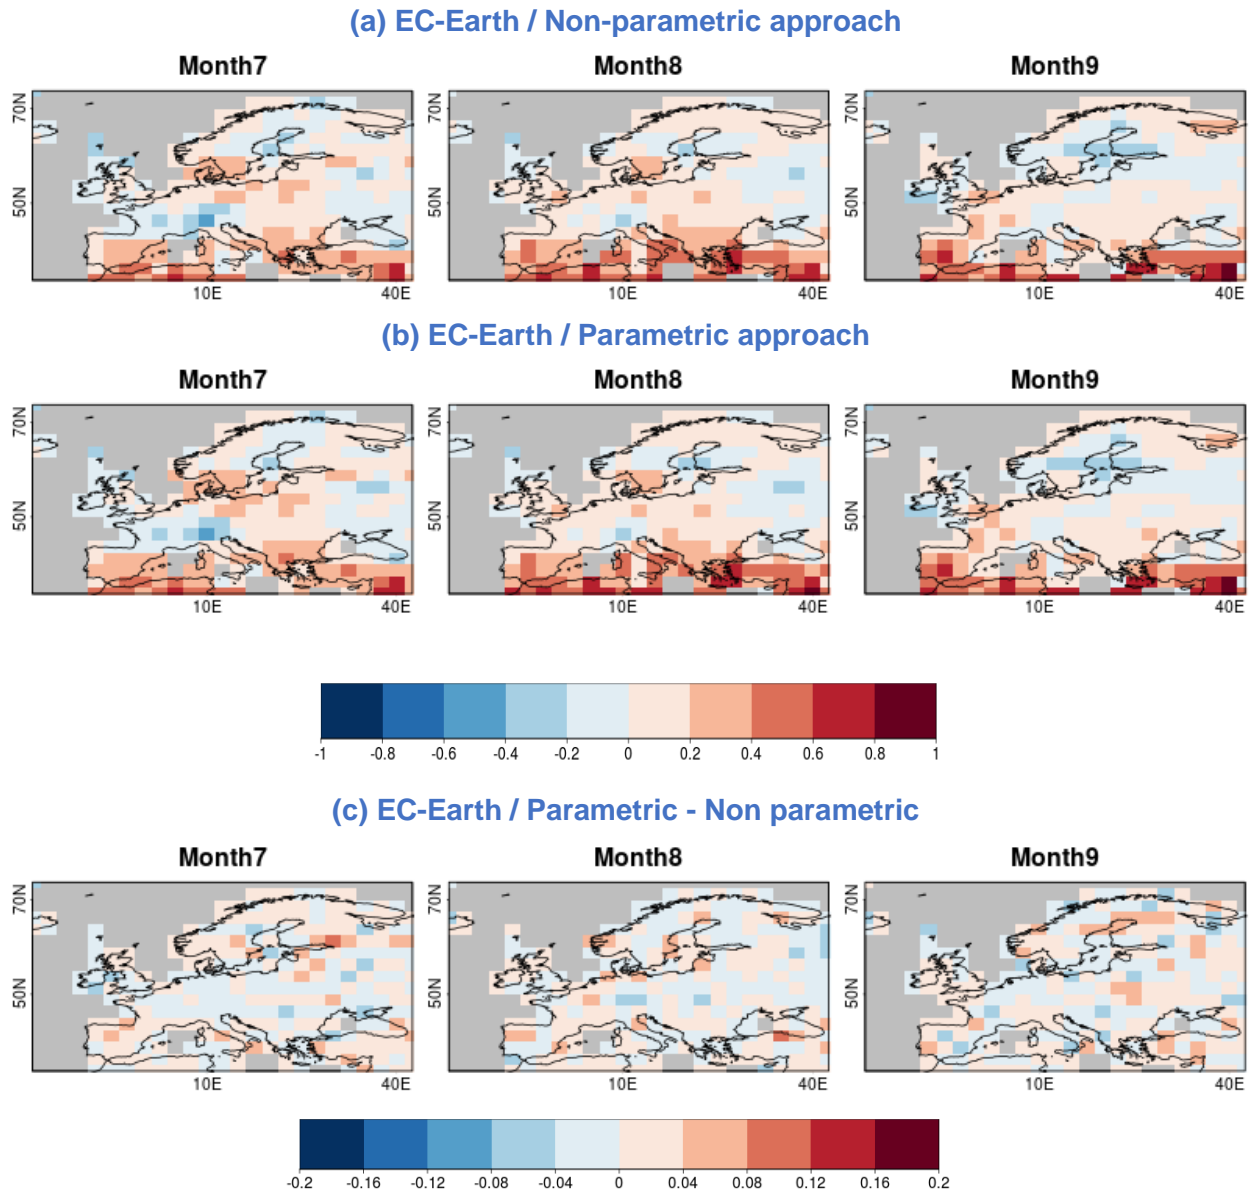 (a) EC-Earth / Non-parametric approach
Month7 Month8 Month9
70N
50N
10E 40E 10E 40E 10E 40E
(b) EC-Earth / Parametric approach
Month7 Month8 Month9
70N 70N 70N
50N 50N 50N
10E 40E 10E 40E 10E 40E
-1 -0.8 -0.6 -0.4 -0.2 0 0.2 0.4 0.6 0.8 1
(c) EC-Earth / Parametric - Non parametric
Month7 Month8 Month9
70N 70N 70N
50N 50N 50N
10E 40E 10E 40E 10E 40E
-0.2 -0.16 -0.12 -0.08 -0.04 0 0.04 0.08 0.12 0.16 0.2